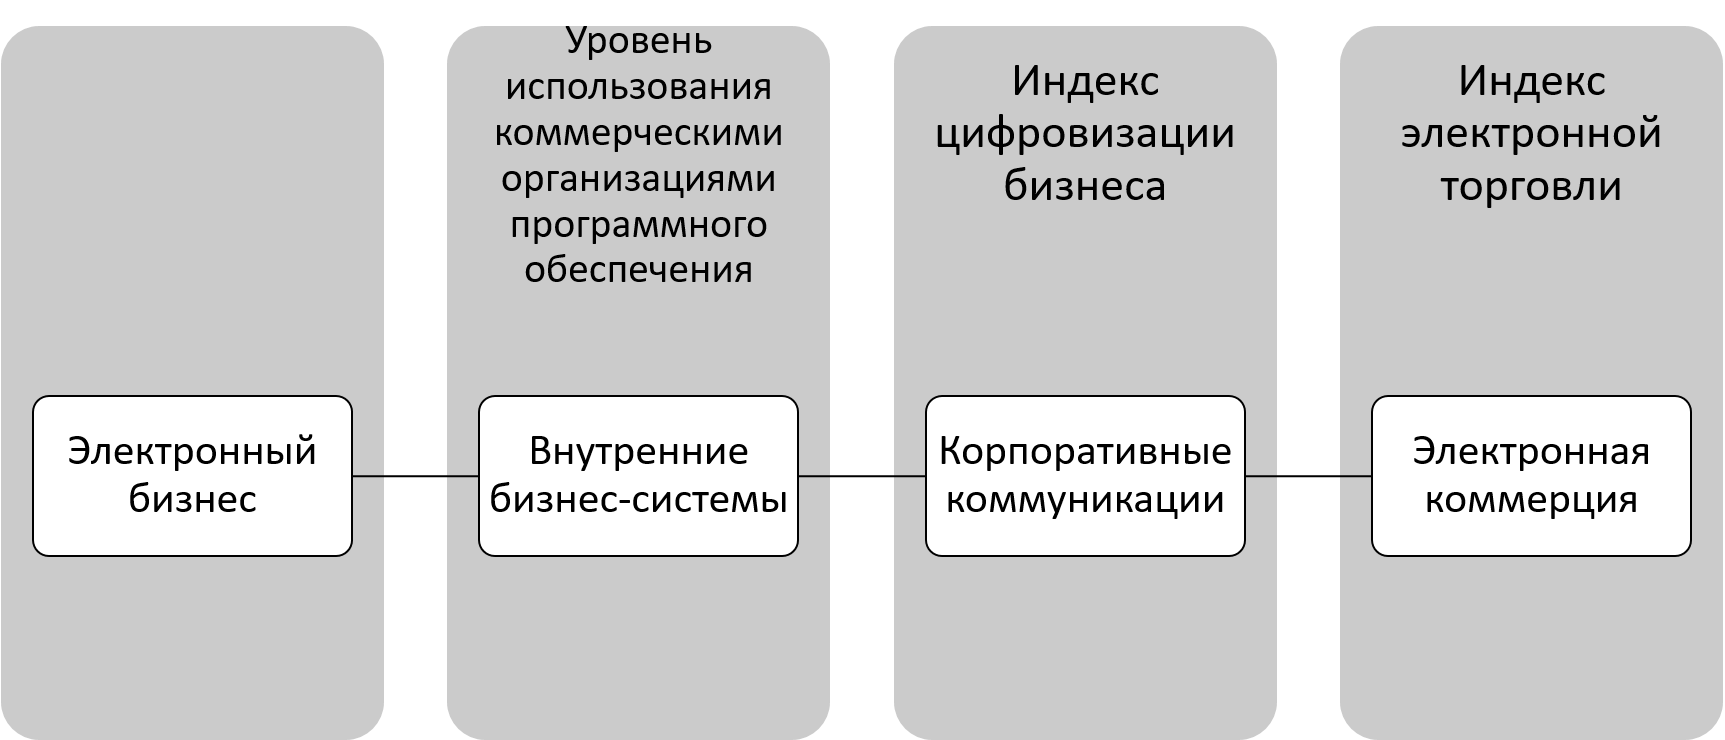 Уровень
использования
коммерческими
организациями
программного
обеспечения
Индекс
цифровизации
бизнеса
Индекс
электронной
торговли
Электронный
бизнес
Внутренние
бизнес-системы
Корпоративные
коммуникации
Электронная
коммерция